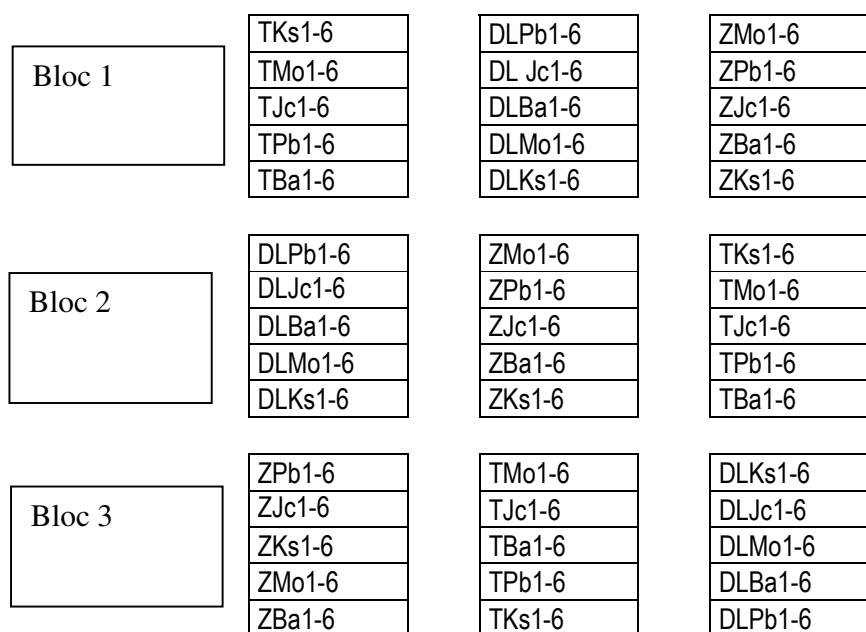 TKs1-6 DLPb1-6 ZMo1-6
Bloc 1 TMo1-6 DL Jc1-6 ZPb1-6
TJc1-6 DLBa1-6 ZJc1-6
TPb1-6 DLMo1-6 ZBa1-6
TBa1-6 DLKs1-6 ZKs1-6
DLPb1-6 ZMo1-6 TKs1-6
Bloc 2 DLJc1-6 ZPb1-6 TMo1-6
DLBa1-6 ZJc1-6 TJc1-6
DLMo1-6 ZBa1-6 TPb1-6
DLKs1-6 ZKs1-6 TBa1-6
ZPb1-6 TMo1-6 DLKs1-6
Bloc 3 ZJc1-6 TJc1-6 DLJc1-6
ZKs1-6 TBa1-6 DLMo1-6
ZMo1-6 TPb1-6 DLBa1-6
ZBa1-6 TKs1-6 DLPb1-6